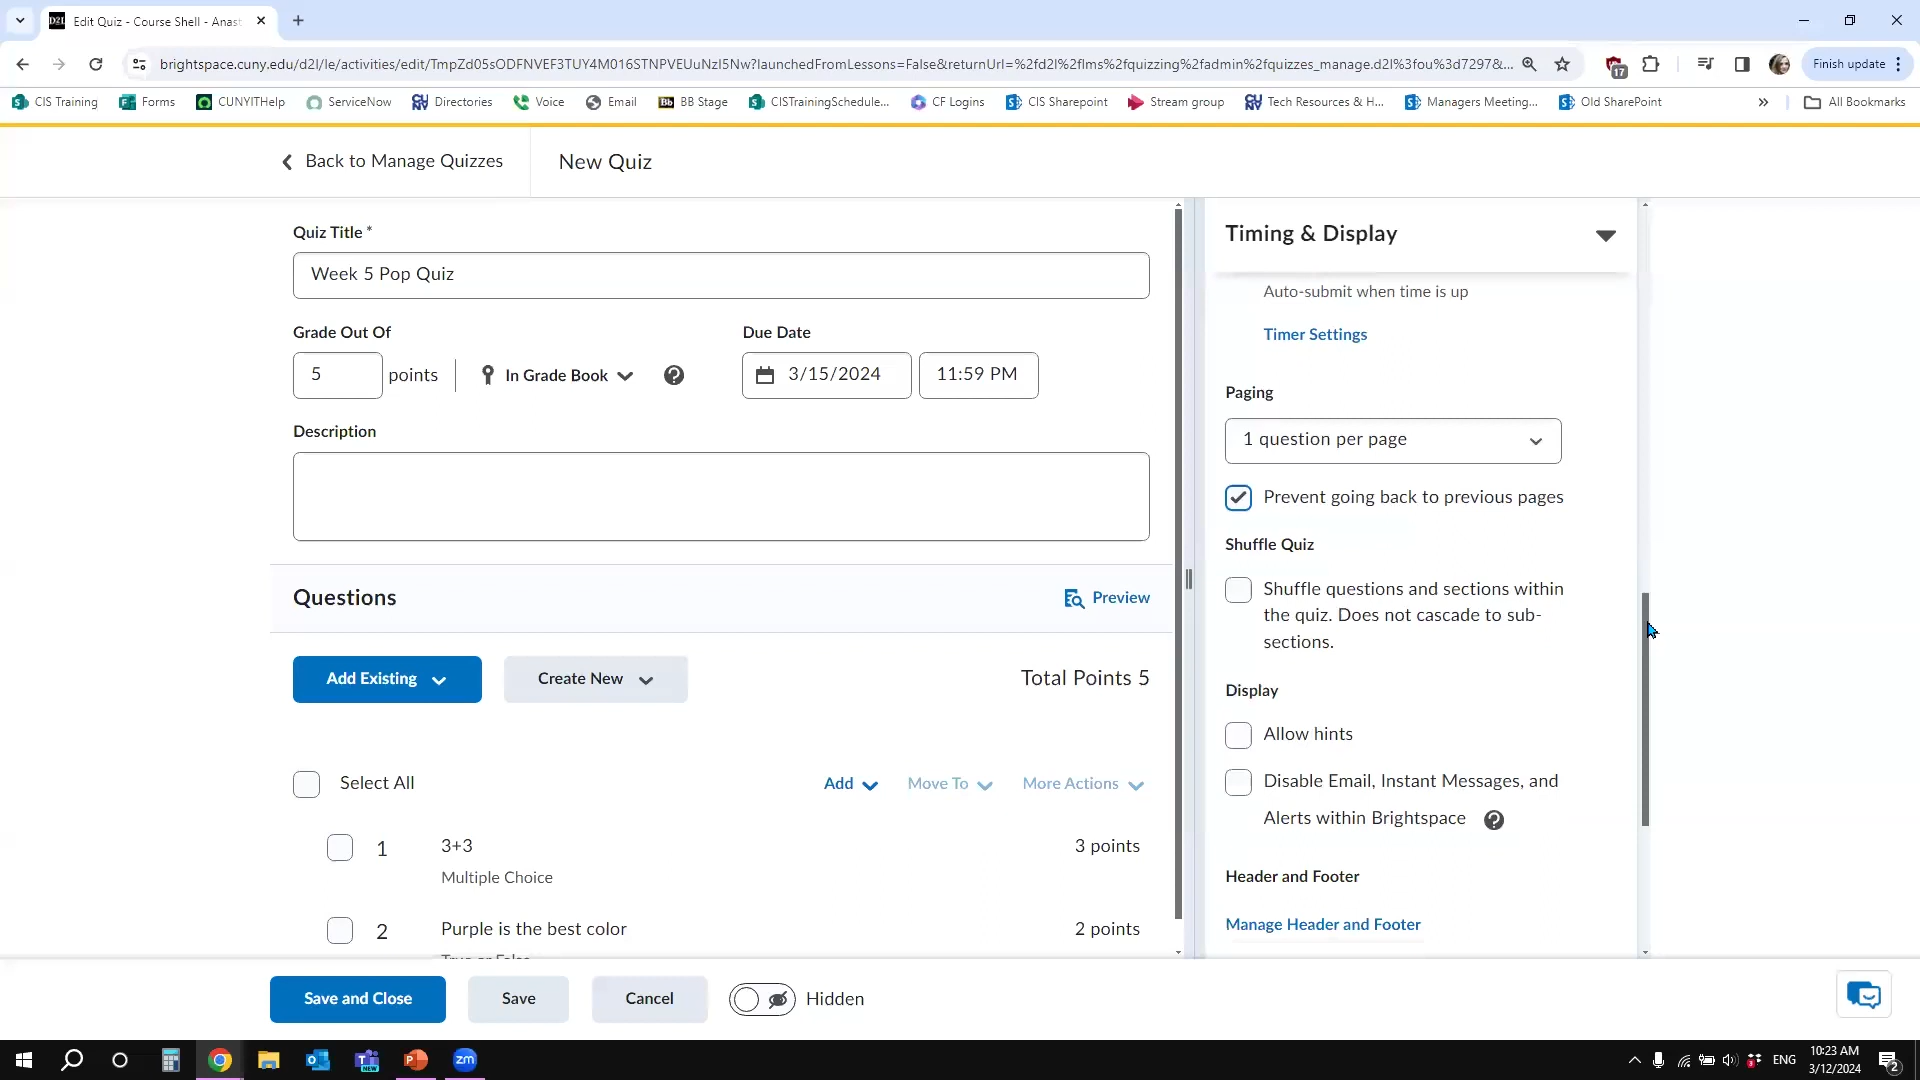 D2L Edit Quiz - Course Shell - Anast
brightspace.cuny.edu/d2l/le/activities/edit/TmpZd05sODFNVEF3TUY4M016STNPVEUuNzI5Nw?launchedFromLessons=False&returnUrl=%2fd2l%2flms%2fquizzing%2fadmin%2fquizzes_manage.d2l%3fou%3d7297&...
17
Finish update
CIS Training Forms CUNYITHelp ServiceNow Directories Voice Email Bb BB Stage CISTrainingSchedule... CF Logins CIS Sharepoint Stream group Tech Resources & H... Managers Meeting... Old SharePoint » All Bookmarks
Back to Manage Quizzes
New Quiz
Quiz Title *
Week 5 Pop Quiz
Grade Out Of
Due Date
5 points
In Grade Book
3/15/2024
11:59 PM
Description
Questions
Preview
Add Existing
Create New
Total Points 5
Select All
Add
Move To
More Actions
1 3+3 3 points
Multiple Choice
2 Purple is the best color 2 points
True or False
Timing & Display
Auto-submit when time is up
Timer Settings
Paging
1 question per page
Prevent going back to previous pages
Shuffle Quiz
Shuffle questions and sections within
the quiz. Does not cascade to sub-
sections.
Display
Allow hints
Disable Email, Instant Messages, and
Alerts within Brightspace
Header and Footer
Manage Header and Footer
Save and Close
Save
Cancel
Hidden
zm
ENG
10:23 AM
3/12/2024
2